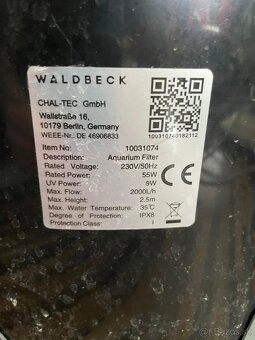 WALDBECK
CHAL-TEC GmbH
Wallstraße 16,
10179 Berlin, Germany
WEEE-Nr.: DE 46906833
100310740182112
Item No: 10031074
Description: Aquarium Filter
Rated Voltage: 230V/50Hz
Rated Power: 55W
UV Power: 9W
Max. Flow: 2000L/h
Max. Height: 2.5m
Max. Water Temperature: 35℃
Degree of Protection: IPX8
Protection Class: I
CE